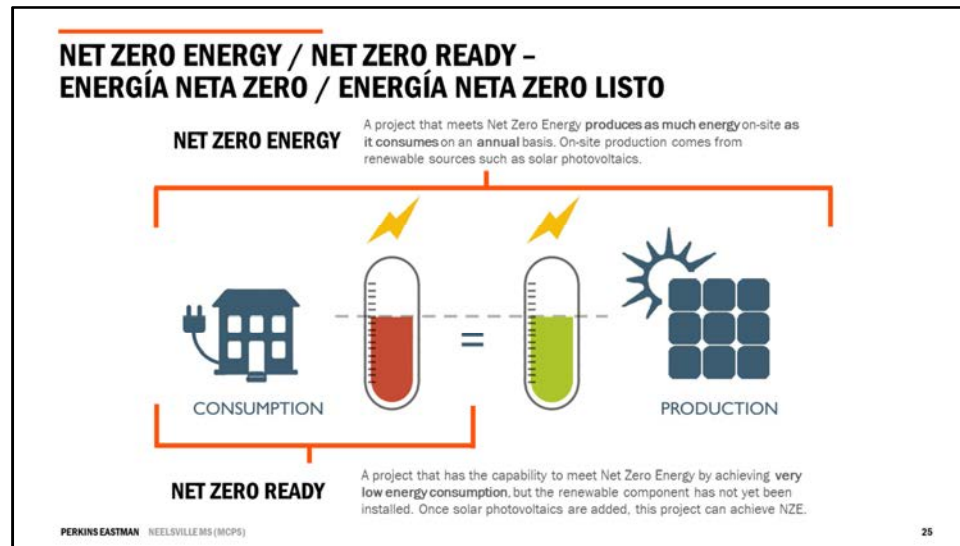 NET ZERO ENERGY / NET ZERO READY –
ENERGÍA NETA ZERO / ENERGÍA NETA ZERO LISTO
NET ZERO ENERGY
A project that meets Net Zero Energy produces as much energy on-site as
it consumes on an annual basis. On-site production comes from
renewable sources such as solar photovoltaics.
=
CONSUMPTION
PRODUCTION
NET ZERO READY
A project that has the capability to meet Net Zero Energy by achieving very
low energy consumption, but the renewable component has not yet been
installed. Once solar photovoltaics are added, this project can achieve NZE.
PERKINS EASTMAN NEELSVILLE MS (MCPS)
25